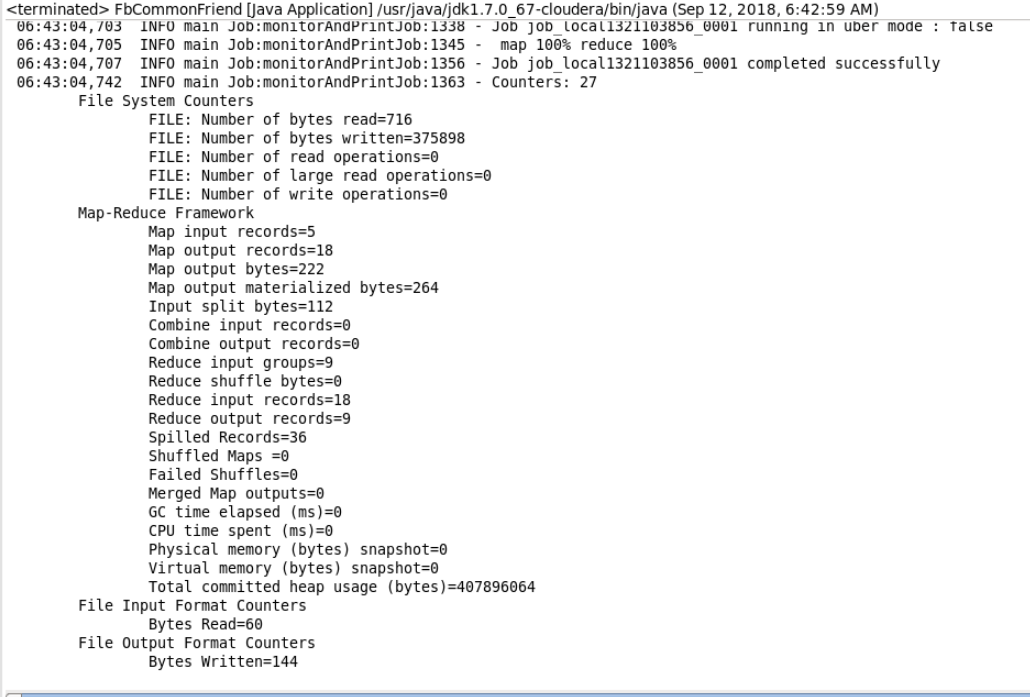 <terminated> FbCommonFriend [Java Application] /usr/java/jdk1.7.0_67-cloudera/bin/java (Sep 12, 2018, 6:42:59 AM)
06:43:04,703  INFO main Job:monitorAndPrintJob:1338 - Job job_local1321103856_0001 running in uber mode : false
06:43:04,705  INFO main Job:monitorAndPrintJob:1345 -  map 100% reduce 100%
06:43:04,707  INFO main Job:monitorAndPrintJob:1356 - Job job_local1321103856_0001 completed successfully
06:43:04,742  INFO main Job:monitorAndPrintJob:1363 - Counters: 27
File System Counters
FILE: Number of bytes read=716
FILE: Number of bytes written=375898
FILE: Number of read operations=0
FILE: Number of large read operations=0
FILE: Number of write operations=0
Map-Reduce Framework
Map input records=5
Map output records=18
Map output bytes=222
Map output materialized bytes=264
Input split bytes=112
Combine input records=0
Combine output records=0
Reduce input groups=9
Reduce shuffle bytes=0
Reduce input records=18
Reduce output records=9
Spilled Records=36
Shuffled Maps =0
Failed Shuffles=0
Merged Map outputs=0
GC time elapsed (ms)=0
CPU time spent (ms)=0
Physical memory (bytes) snapshot=0
Virtual memory (bytes) snapshot=0
Total committed heap usage (bytes)=407896064
File Input Format Counters
Bytes Read=60
File Output Format Counters
Bytes Written=144